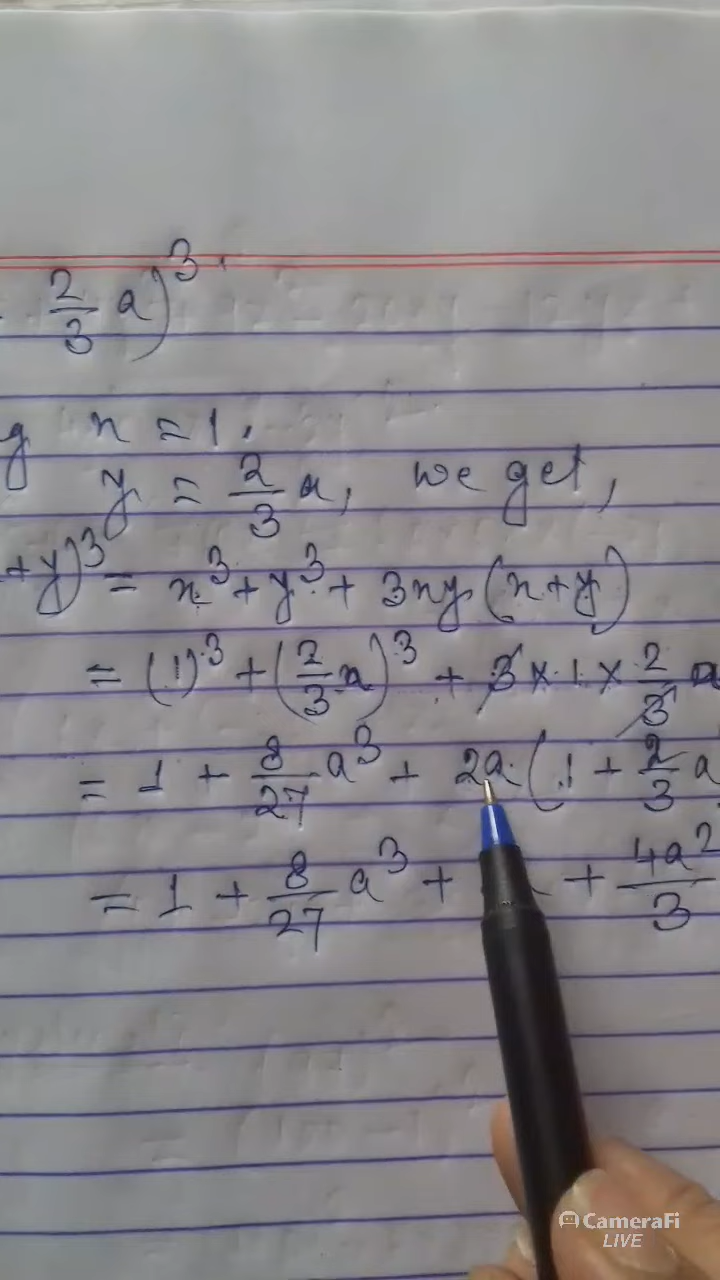 2/3 a)³.
g x = 1,
y = 2/3 a, we get,
+y)³ = x³ + y³ + 3xy (x+y)
= (1)³ + (2/3 a)³ + 3 × 1 × 2/3 a
= 1 + 8/27 a³ + 2a (1 + 2/3 a
= 1 + 8/27 a³ + + 4a²/3
CameraFi
LIVE